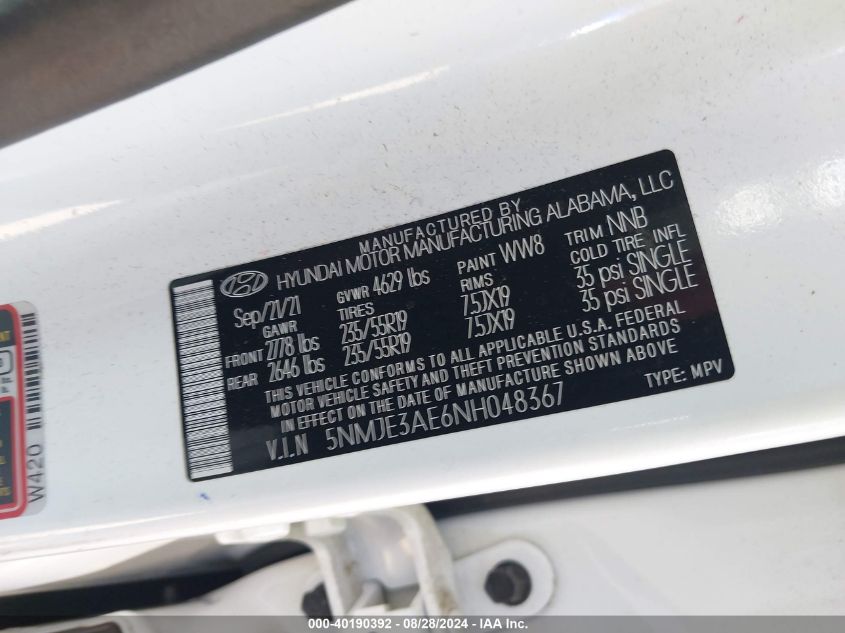 MANUFACTURED BY
HYUNDAI MOTOR MANUFACTURING ALABAMA, LLC
Sep/21/21 GVWR 4629 lbs PAINT WW8 TRIM NNB
GAWR TIRES RIMS COLD TIRE INFL
FRONT 2778 lbs 235/55R19 7.5JX19 35 psi SINGLE
REAR 2646 lbs 235/55R19 7.5JX19 35 psi SINGLE
THIS VEHICLE CONFORMS TO ALL APPLICABLE U.S.A. FEDERAL
MOTOR VEHICLE SAFETY AND THEFT PREVENTION STANDARDS
IN EFFECT ON THE DATE OF MANUFACTURE SHOWN ABOVE
V.I.N 5NMJE3AE6NH048367 TYPE: MPV
W420
000-40190392 - 08/28/2024 - IAA Inc.